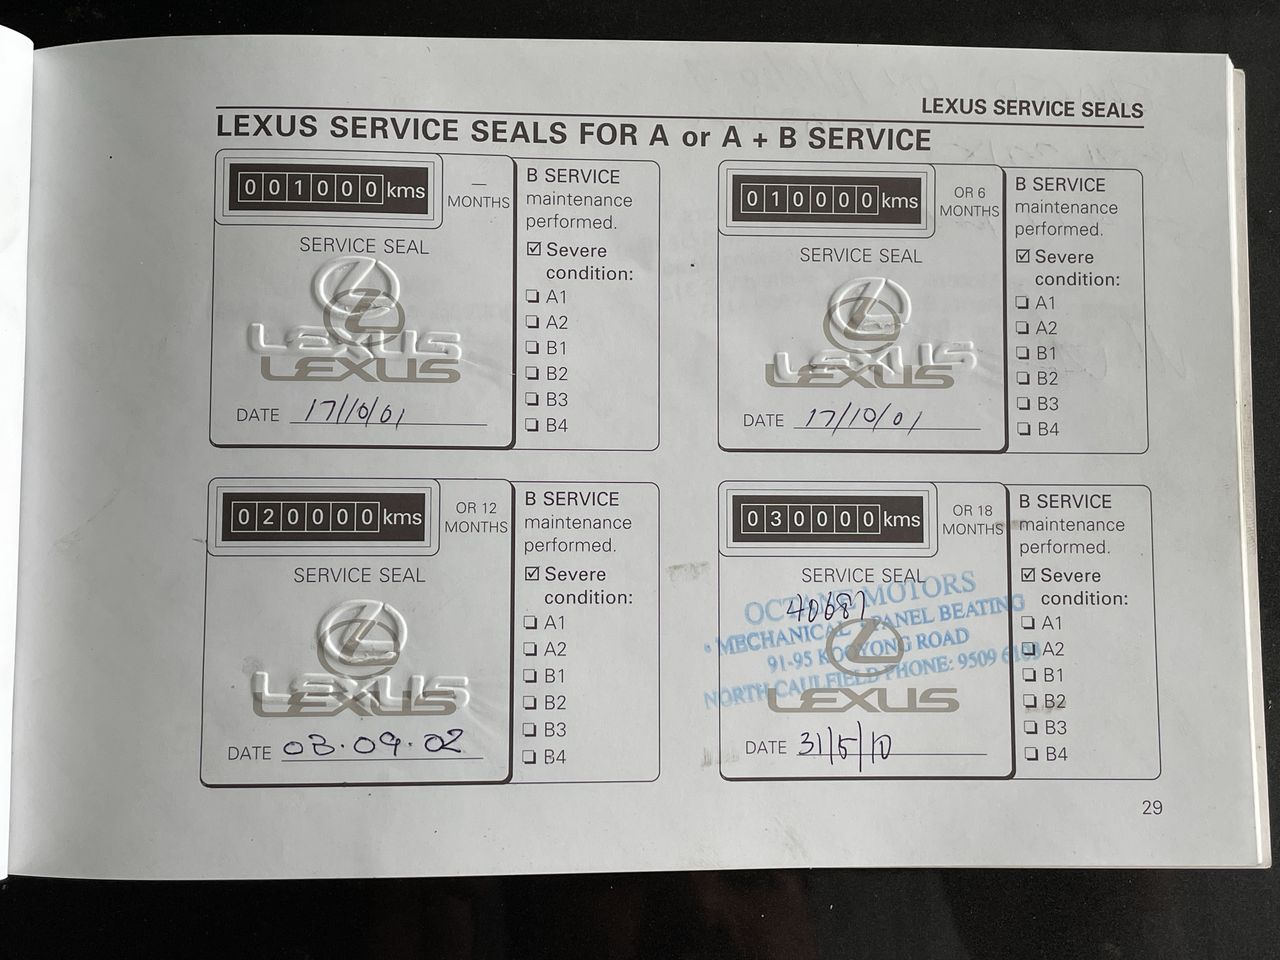 LEXUS SERVICE SEALS
LEXUS SERVICE SEALS FOR A or A + B SERVICE
001000 kms
— MONTHS
SERVICE SEAL
LEXUS
LEXUS
DATE 17/10/01
B SERVICE
maintenance
performed.
☑ Severe
condition:
❏ A1
❏ A2
❏ B1
❏ B2
❏ B3
❏ B4
010000 kms
OR 6
MONTHS
SERVICE SEAL
LEXUS
LEXUS
DATE 17/10/01
B SERVICE
maintenance
performed.
☑ Severe
condition:
❏ A1
❏ A2
❏ B1
❏ B2
❏ B3
❏ B4
020000 kms
OR 12
MONTHS
SERVICE SEAL
LEXUS
LEXUS
DATE 03.09.02
B SERVICE
maintenance
performed.
☑ Severe
condition:
❏ A1
❏ A2
❏ B1
❏ B2
❏ B3
❏ B4
030000 kms
OR 18
MONTHS
SERVICE SEAL
OCTANE MOTORS
40687
• MECHANICAL • PANEL BEATING
91-95 KOOYONG ROAD
NORTH CAULFIELD PHONE: 9509 6103
LEXUS
DATE 31/5/10
B SERVICE
maintenance
performed.
☑ Severe
condition:
❏ A1
❏ A2
❏ B1
❏ B2
❏ B3
❏ B4
29